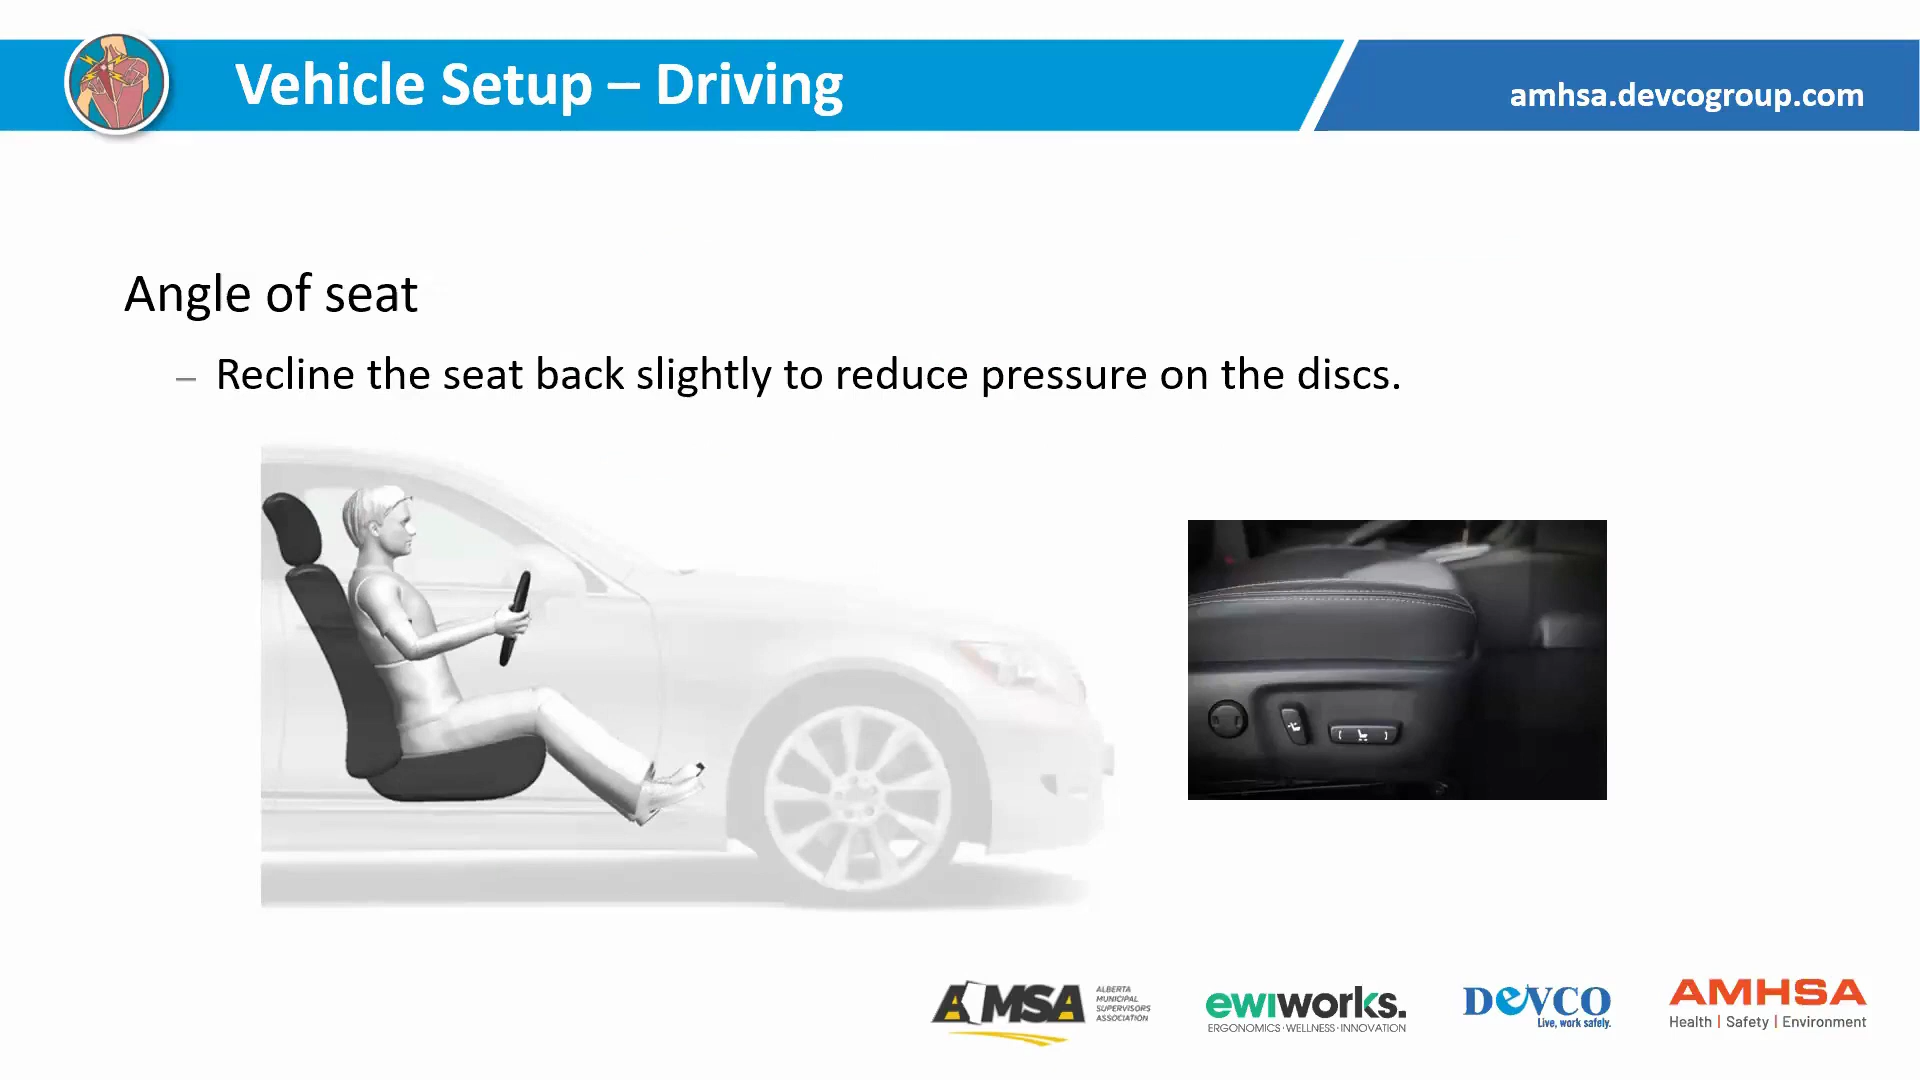 Vehicle Setup – Driving
amhsa.devcogroup.com
Angle of seat
– Recline the seat back slightly to reduce pressure on the discs.
AMSA
ALBERTA
MUNICIPAL
SUPERVISORS
ASSOCIATION
ewiworks.
ERGONOMICS · WELLNESS · INNOVATION
DEVCO
Live, work safely.
AMHSA
Health | Safety | Environment